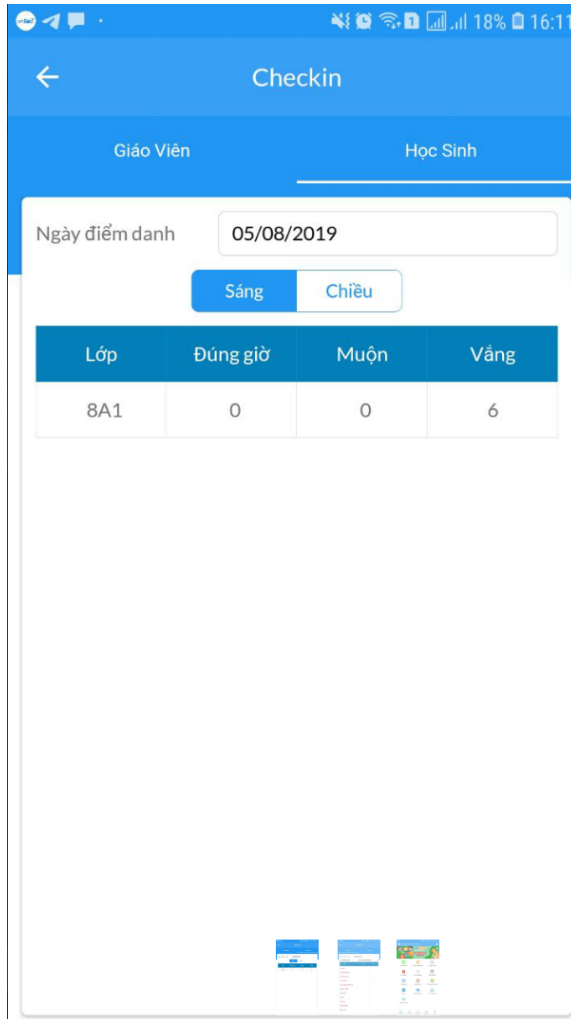 18% 16:11
Checkin
Giáo Viên Học Sinh
Ngày điểm danh 05/08/2019
Sáng Chiều
Lớp Đúng giờ Muộn Vắng
8A1 0 0 6